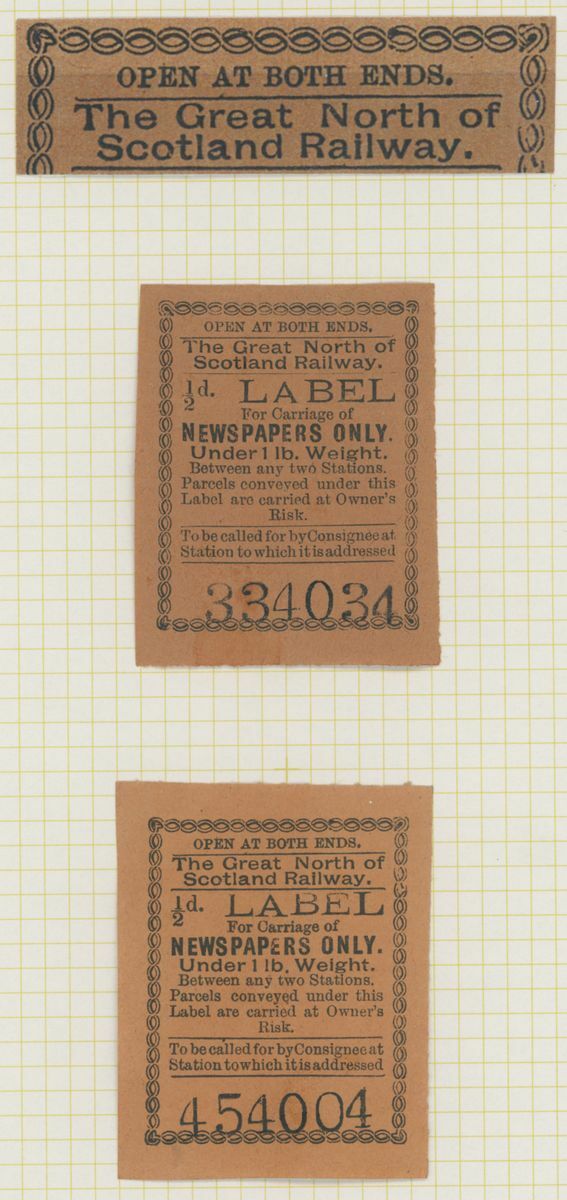 OPEN AT BOTH ENDS.
The Great North of
Scotland Railway.
OPEN AT BOTH ENDS.
The Great North of
Scotland Railway.
½d. LABEL
For Carriage of
NEWSPAPERS ONLY.
Under 1 lb. Weight.
Between any two Stations.
Parcels conveyed under this
Label are carried at Owner's
Risk.
To be called for by Consignee at
Station to which it is addressed
334034
OPEN AT BOTH ENDS.
The Great North of
Scotland Railway.
½d. LABEL
For Carriage of
NEWSPAPERS ONLY.
Under 1 lb. Weight.
Between any two Stations.
Parcels conveyed under this
Label are carried at Owner's
Risk.
To be called for by Consignee at
Station to which it is addressed
454004